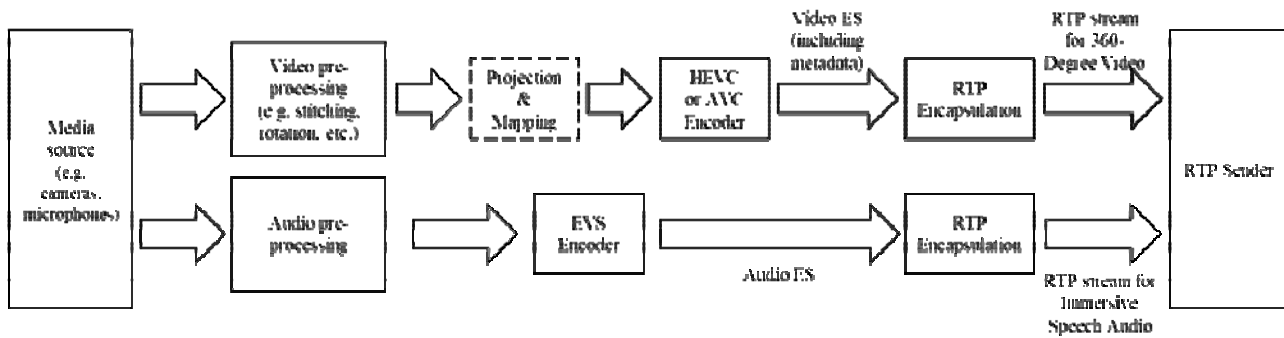 Media
source
(e.g.
cameras,
microphones)
Video pre-
processing
(e.g. stitching,
rotation, etc.)
Projection
&
Mapping
HEVC
or AVC
Encoder
Video ES
(including
metadata)
RTP
Encapsulation
RTP stream
for 360-
Degree Video
Audio pre-
processing
EVS
Encoder
Audio ES
RTP
Encapsulation
RTP stream for
Immersive
Speech Audio
RTP Sender